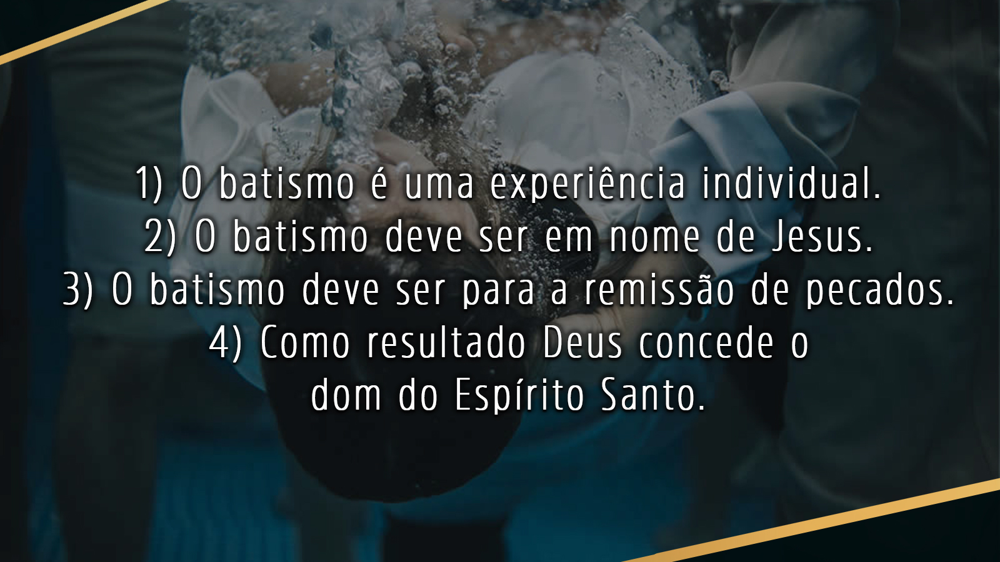 1) O batismo é uma experiência individual.
2) O batismo deve ser em nome de Jesus.
3) O batismo deve ser para a remissão de pecados.
4) Como resultado Deus concede o
dom do Espírito Santo.